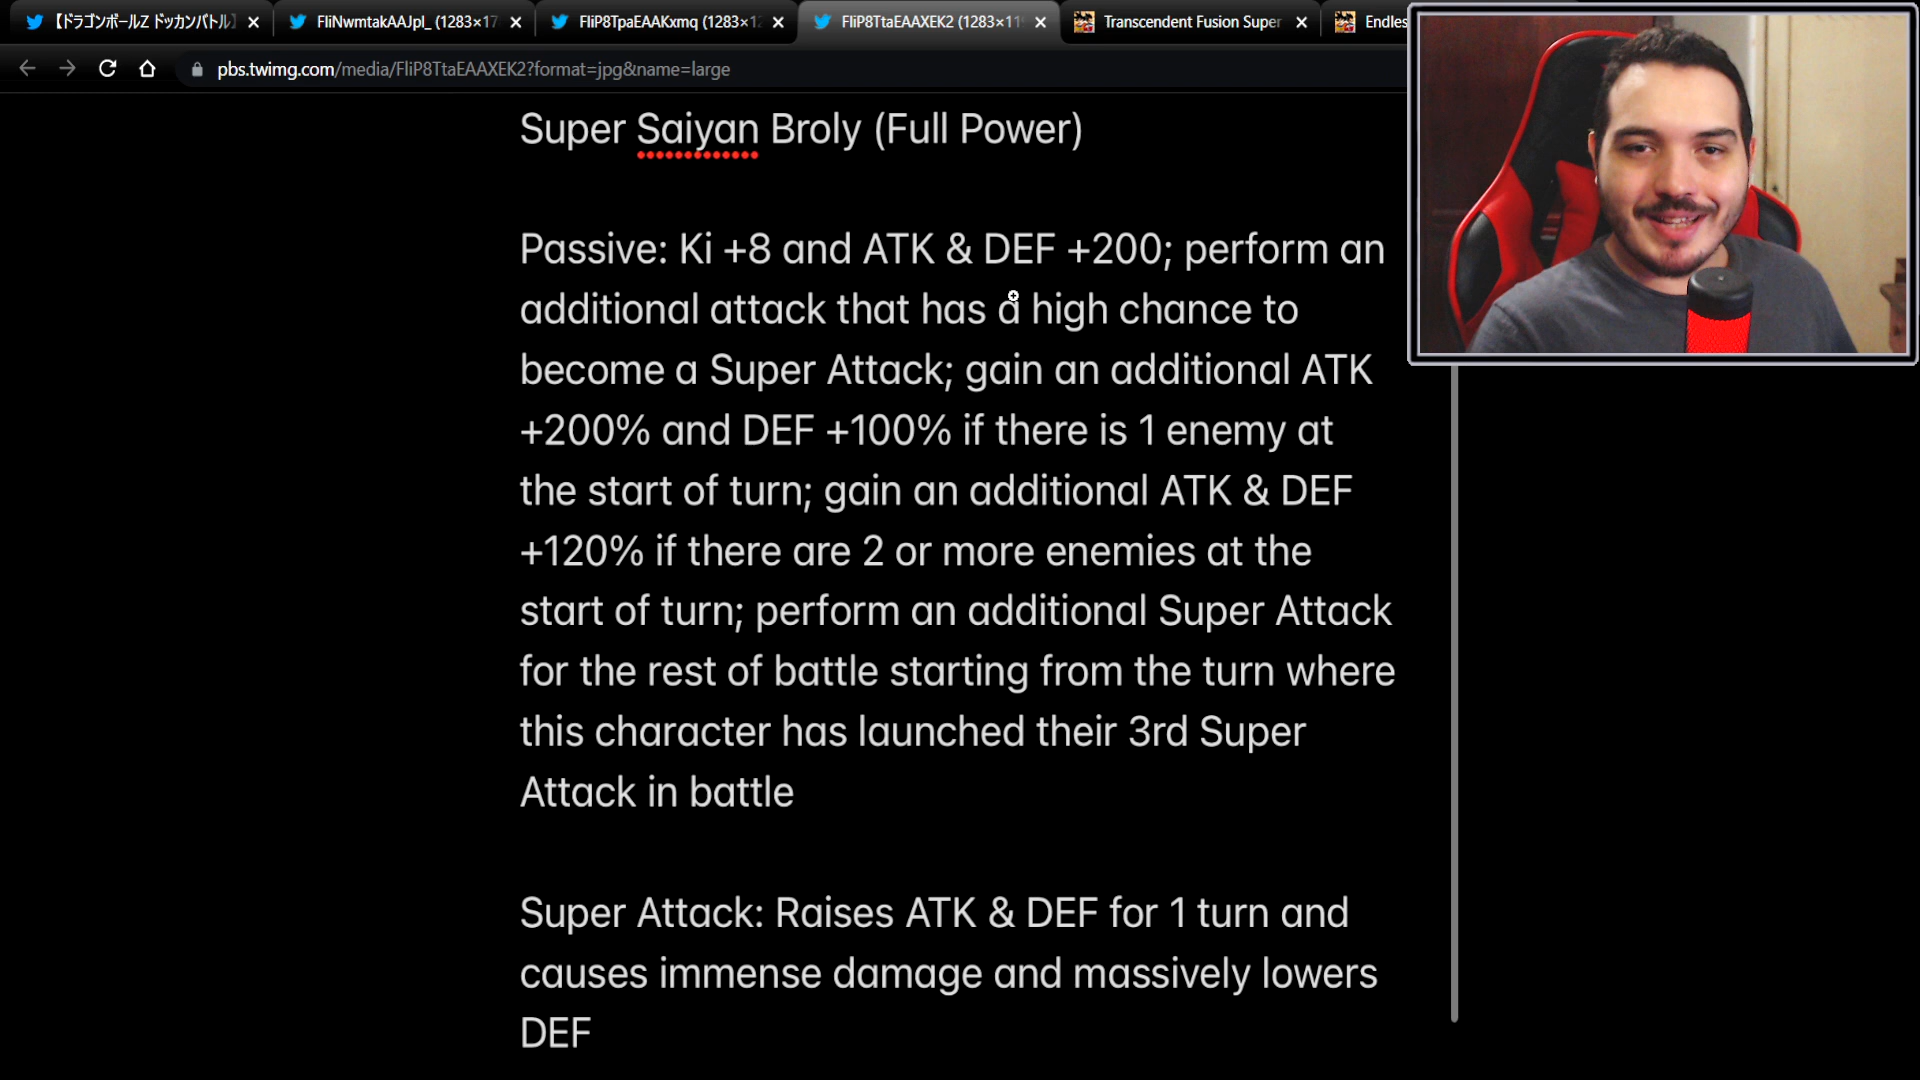 【ドラゴンボールZ ドッカンバトル】
FliNwmtakAAJpl_ (1283×17
FliP8TpaEAAKxmq (1283×12
FliP8TtaEAAXEK2 (1283×11
Transcendent Fusion Super
Endles
pbs.twimg.com/media/FliP8TtaEAAXEK2?format=jpg&name=large
Super Saiyan Broly (Full Power)
Passive: Ki +8 and ATK & DEF +200; perform an
additional attack that has a high chance to
become a Super Attack; gain an additional ATK
+200% and DEF +100% if there is 1 enemy at
the start of turn; gain an additional ATK & DEF
+120% if there are 2 or more enemies at the
start of turn; perform an additional Super Attack
for the rest of battle starting from the turn where
this character has launched their 3rd Super
Attack in battle
Super Attack: Raises ATK & DEF for 1 turn and
causes immense damage and massively lowers
DEF